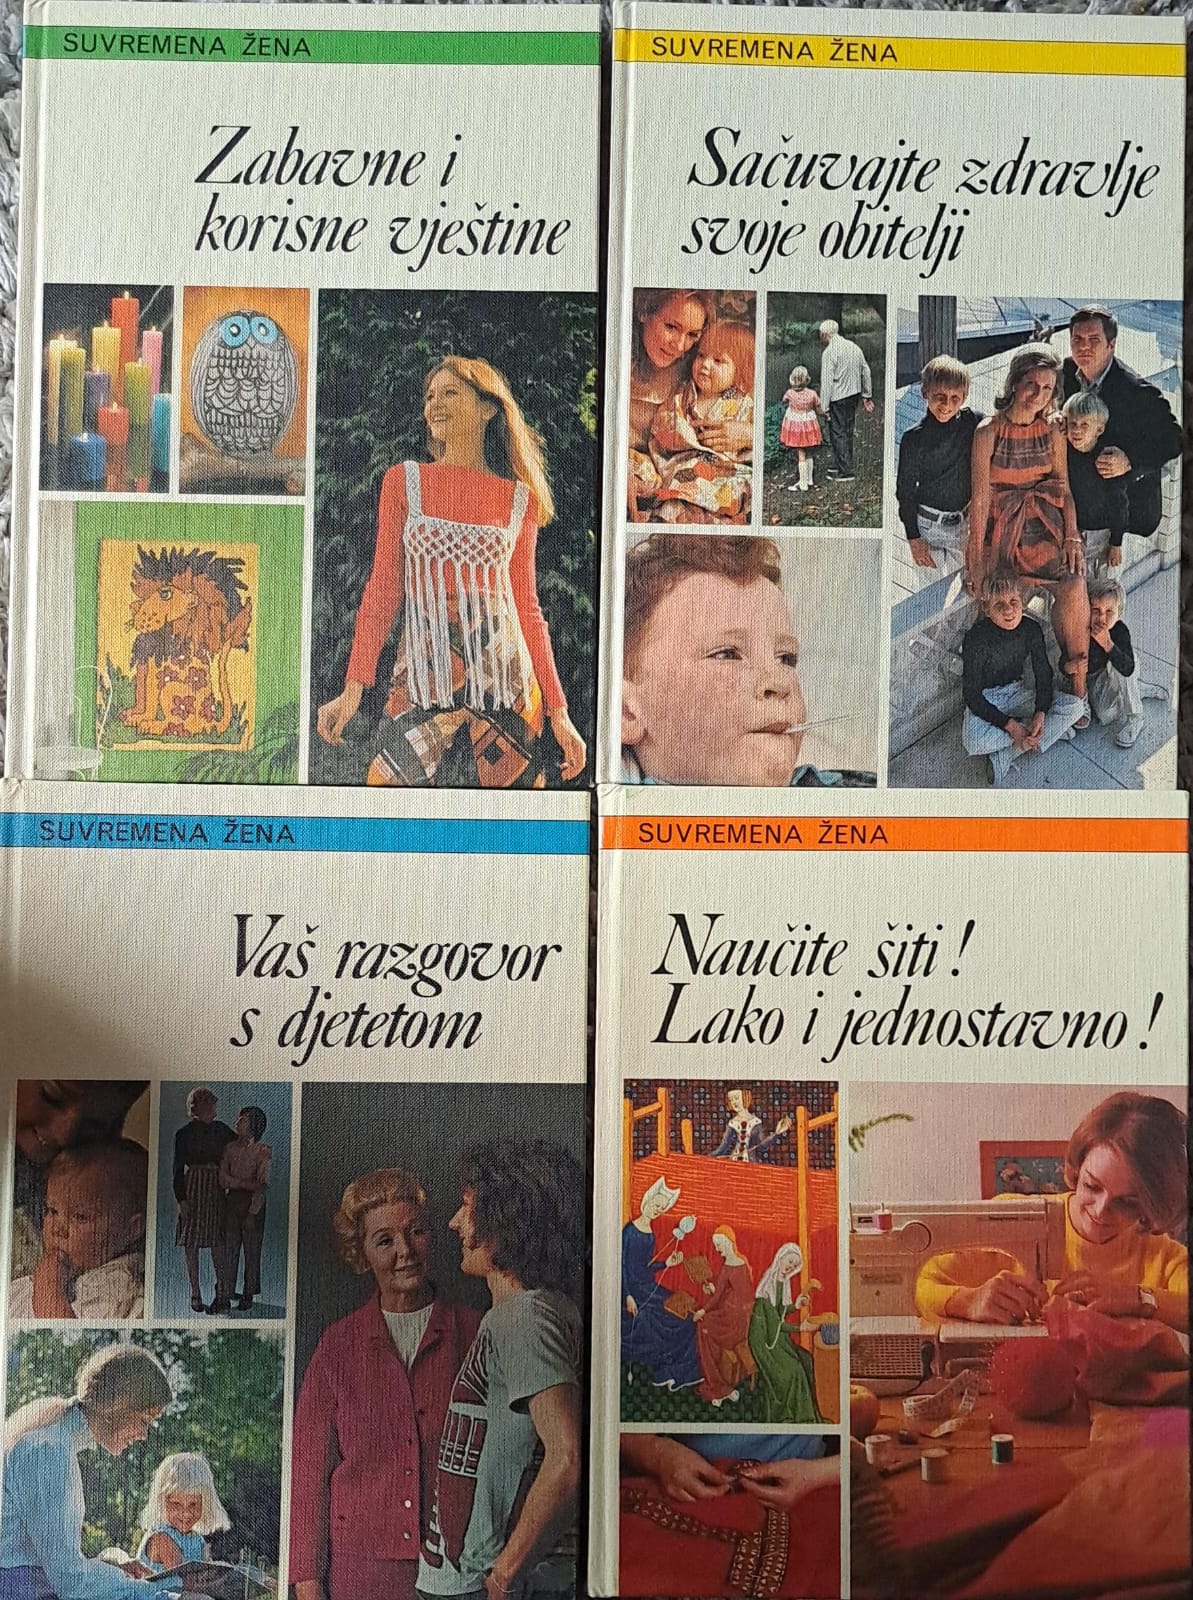 SUVREMENA ŽENA
Zabavne i
korisne vještine
SUVREMENA ŽENA
Sačuvajte zdravlje
svoje obitelji
SUVREMENA ŽENA
Vaš razgovor
s djetetom
SUVREMENA ŽENA
Naučite šiti!
Lako i jednostavno!